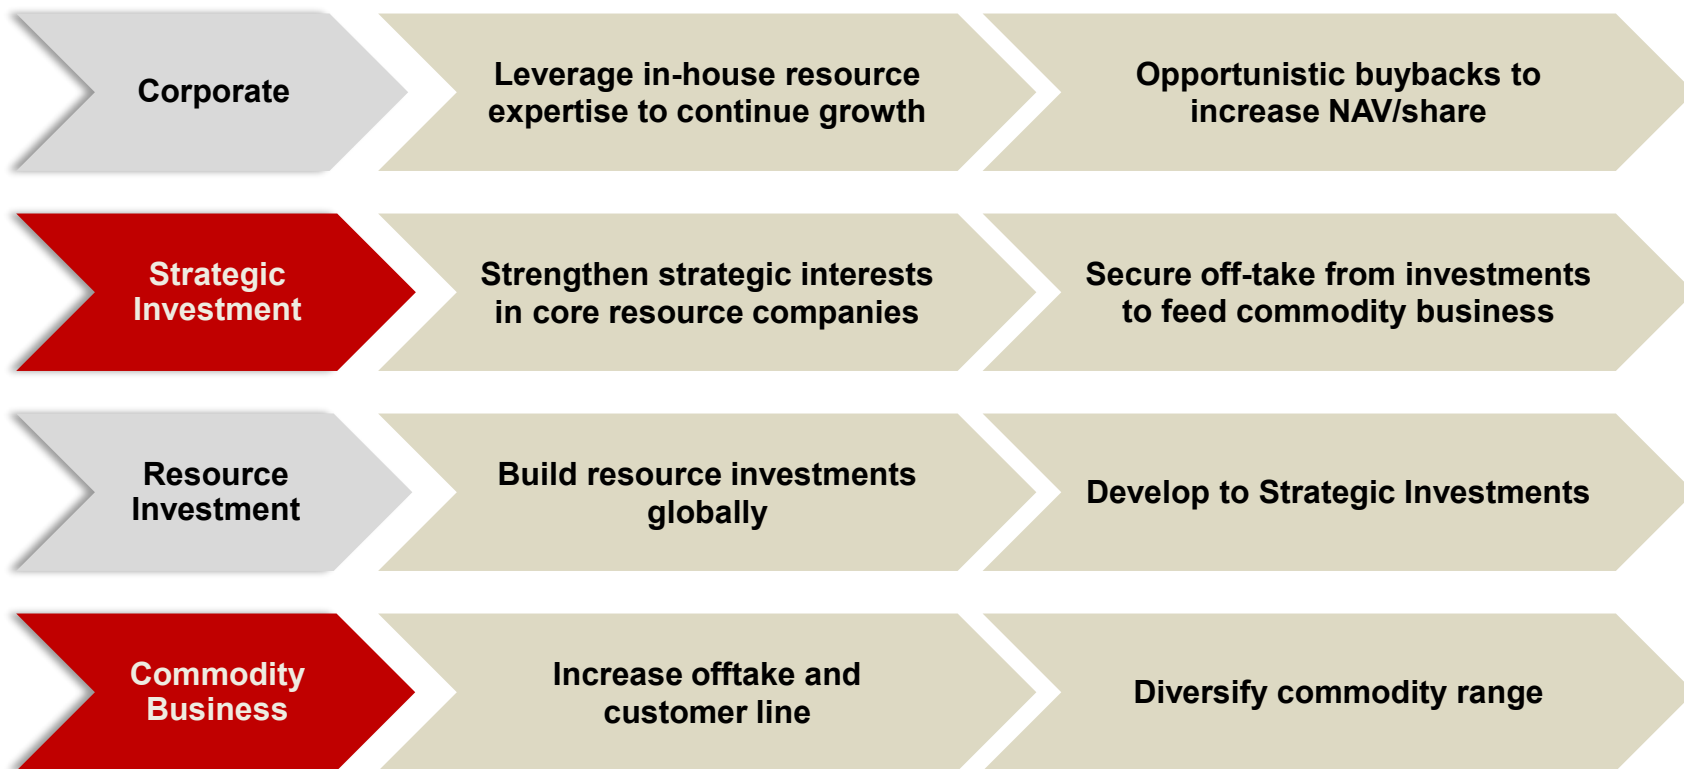 Corporate
Leverage in-house resource
expertise to continue growth
Opportunistic buybacks to
increase NAV/share
Strategic
Investment
Strengthen strategic interests
in core resource companies
Secure off-take from investments
to feed commodity business
Resource
Investment
Build resource investments
globally
Develop to Strategic Investments
Commodity
Business
Increase offtake and
customer line
Diversify commodity range